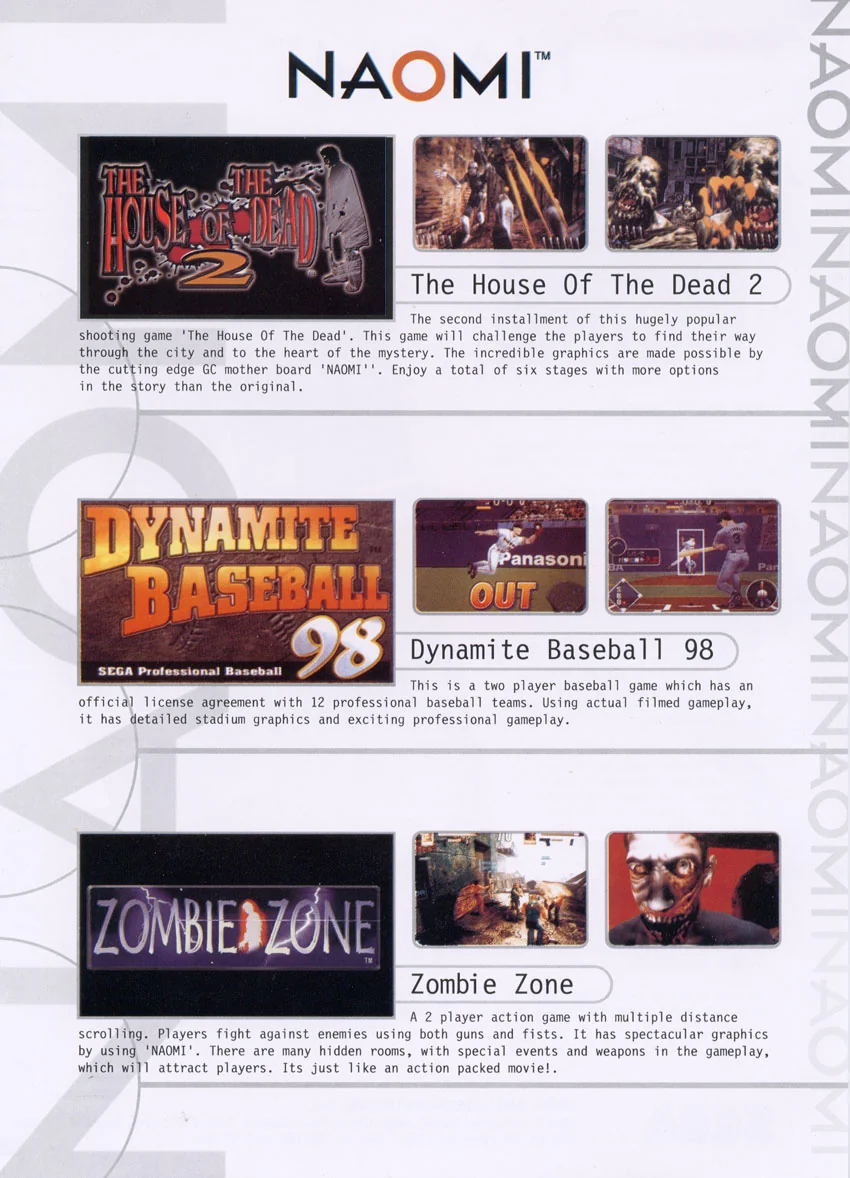 NAOMI™
THE HOUSE OF THE DEAD 2
The House Of The Dead 2
The second installment of this hugely popular
shooting game 'The House Of The Dead'. This game will challenge the players to find their way
through the city and to the heart of the mystery. The incredible graphics are made possible by
the cutting edge GC mother board 'NAOMI''. Enjoy a total of six stages with more options
in the story than the original.
DYNAMITE
BASEBALL
98
TM
SEGA Professional Baseball
Panasoni
OUT
3
BA
Pan
Dynamite Baseball 98
This is a two player baseball game which has an
official license agreement with 12 professional baseball teams. Using actual filmed gameplay,
it has detailed stadium graphics and exciting professional gameplay.
ZOMBIE ZONE
TM
Zombie Zone
A 2 player action game with multiple distance
scrolling. Players fight against enemies using both guns and fists. It has spectacular graphics
by using 'NAOMI'. There are many hidden rooms, with special events and weapons in the gameplay,
which will attract players. Its just like an action packed movie!.
NAOMINAOMINAOMINAOMINAOMI
NAOMI